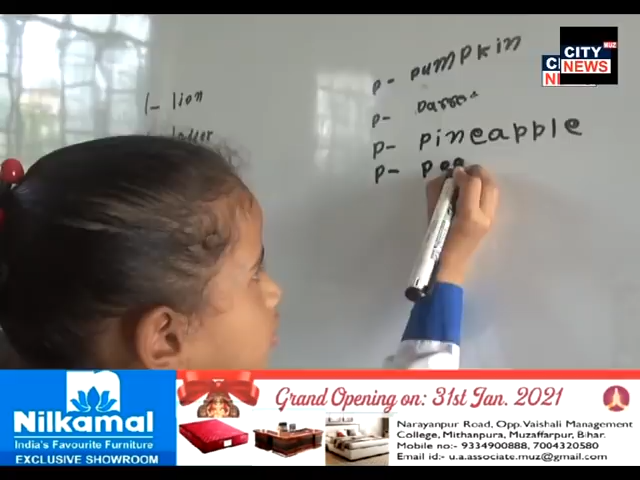 CITY MUZ
NEWS
p- pumpkin
l- lion
p-
p- pineapple
p- pee
Nilkamal
India's Favourite Furniture
EXCLUSIVE SHOWROOM
Grand Opening on: 31st Jan. 2021
Narayanpur Road, Opp.Vaishali Management
College, Mithanpura, Muzaffarpur, Bihar.
Mobile no:- 9334900888, 7004320580
Email id:- u.a.associate.muz@gmail.com